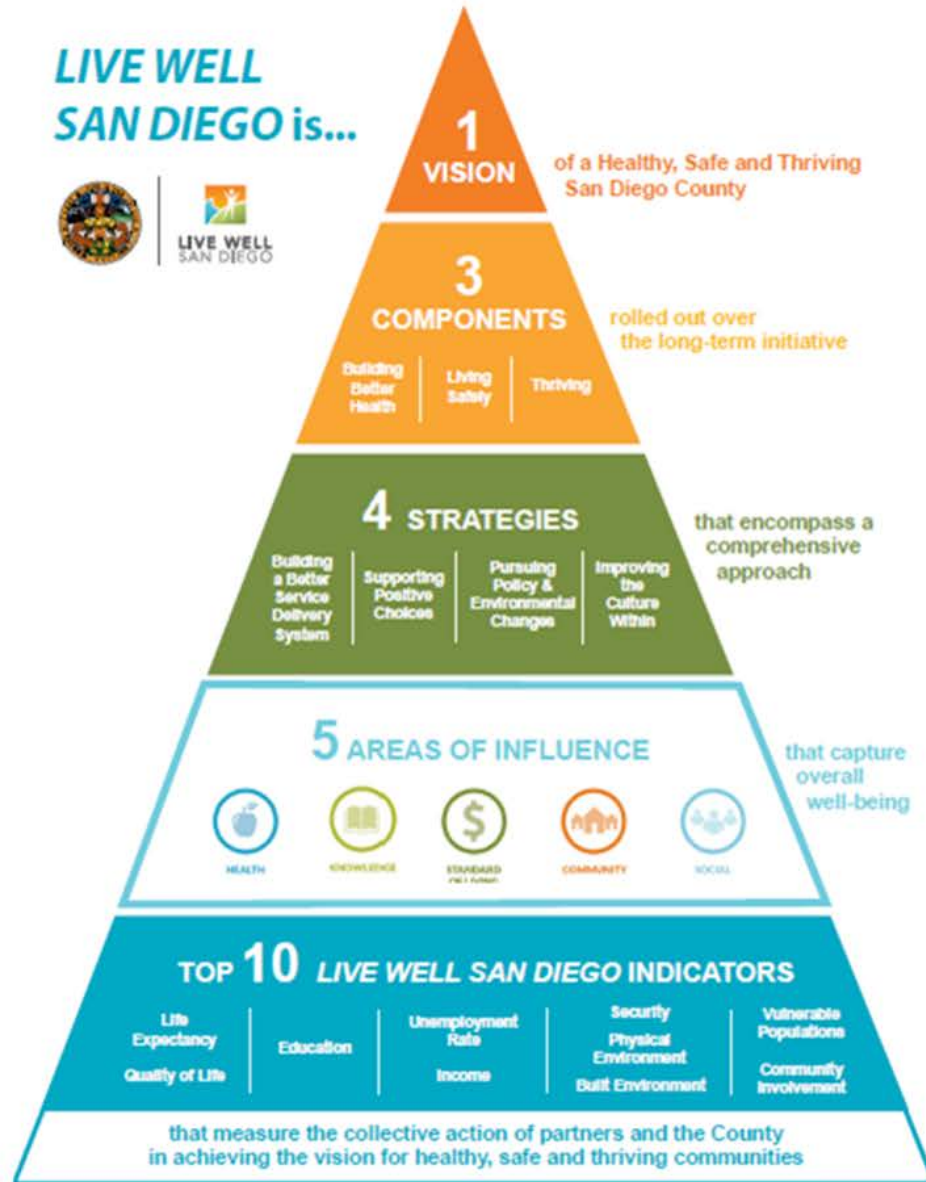 LIVE WELL
SAN DIEGO is...
LIVE WELL
SAN DIEGO
1
VISION
of a Healthy, Safe and Thriving
San Diego County
3
COMPONENTS
rolled out over
the long-term initiative
Building
Better
Health
Living
Safely
Thriving
4 STRATEGIES
that encompass a
comprehensive
approach
Building
a Better
Service
Delivery
System
Supporting
Positive
Choices
Pursuing
Policy &
Environmental
Changes
Improving
the
Culture
Within
5 AREAS OF INFLUENCE
that capture
overall
well-being
HEALTH
KNOWLEDGE
STANDARD
OF LIVING
COMMUNITY
SOCIAL
TOP 10 LIVE WELL SAN DIEGO INDICATORS
Life
Expectancy
Quality of Life
Education
Unemployment
Rate
Income
Security
Physical
Environment
Built Environment
Vulnerable
Populations
Community
Involvement
that measure the collective action of partners and the County
in achieving the vision for healthy, safe and thriving communities